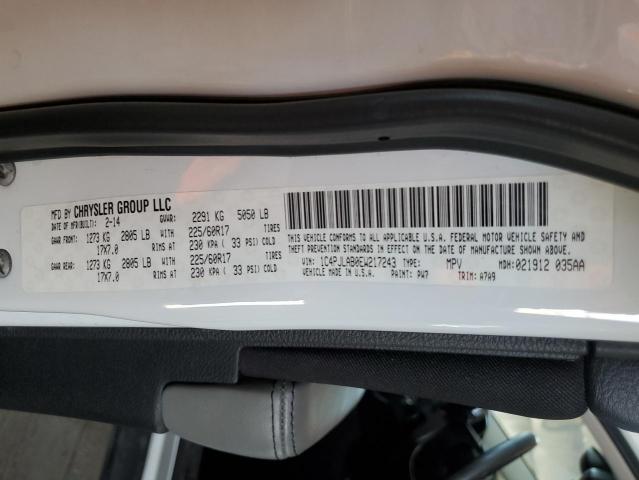 MFD BY CHRYSLER GROUP LLC
DATE OF MFR(BUILT): 2-14 GVWR: 2291 KG 5050 LB
GAWR FRONT: 1273 KG 2805 LB WITH 225/60R17 TIRES
17X7.0 RIMS AT 230 KPA ( 33 PSI) COLD
GAWR REAR: 1273 KG 2805 LB WITH 225/60R17 TIRES
17X7.0 RIMS AT 230 KPA ( 33 PSI) COLD
THIS VEHICLE CONFORMS TO ALL APPLICABLE U.S.A. FEDERAL MOTOR VEHICLE SAFETY AND
THEFT PREVENTION STANDARDS IN EFFECT ON THE DATE OF MANUFACTURE SHOWN ABOVE.
VIN: 1C4PJLAB0EW217243 TYPE: MPV MDH: 021912 035AA
VEHICLE MADE IN U.S.A. PAINT: PW7 TRIM: A7A9